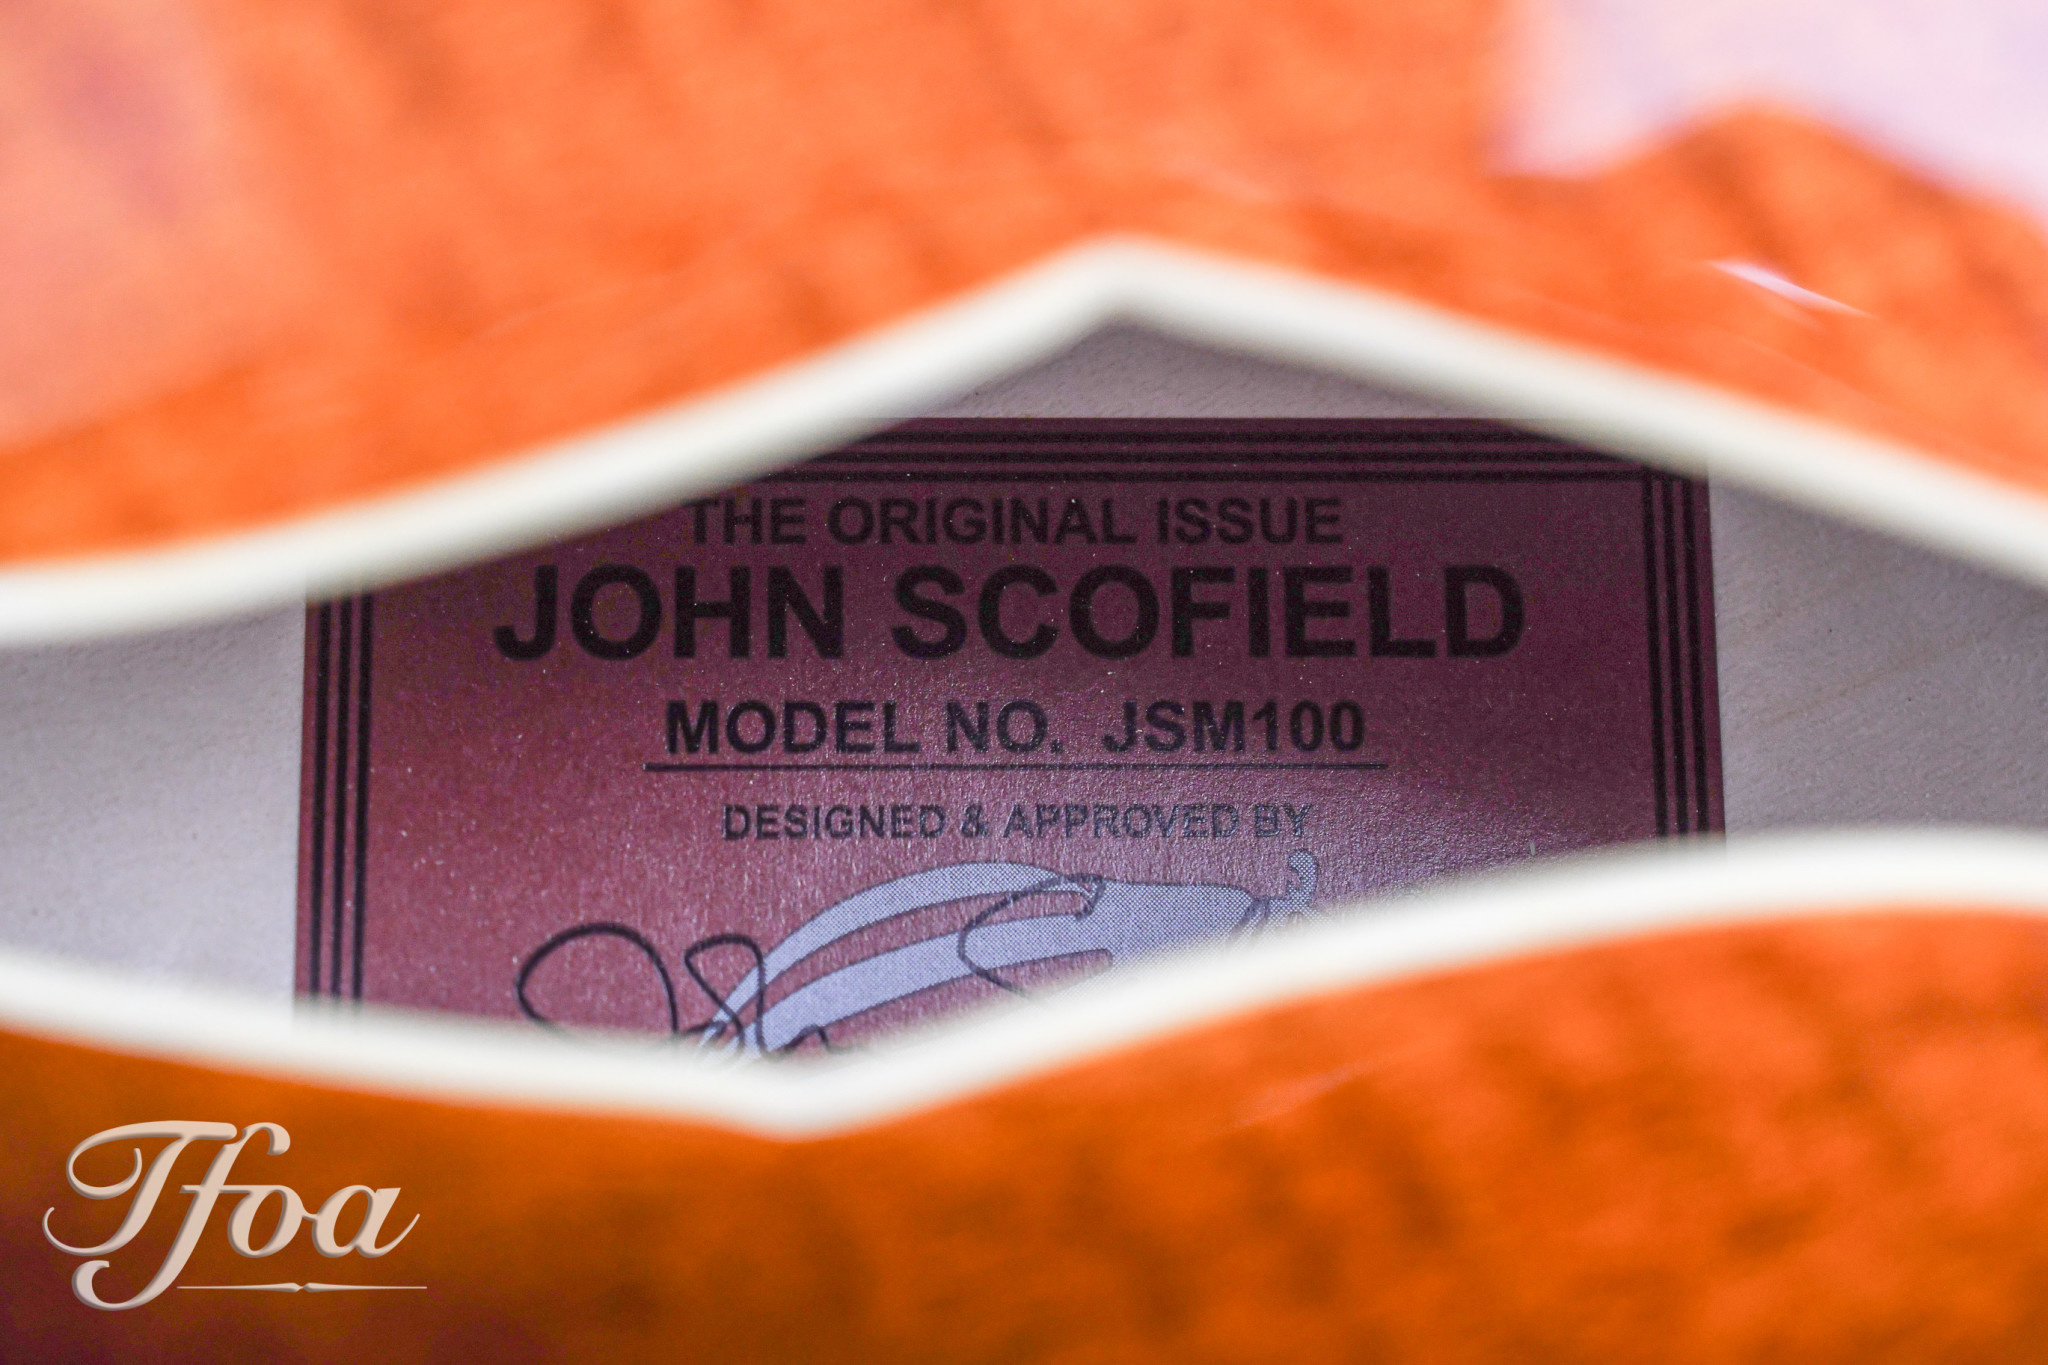 THE ORIGINAL ISSUE
JOHN SCOFIELD
MODEL NO. JSM100
DESIGNED & APPROVED BY
Tfoa